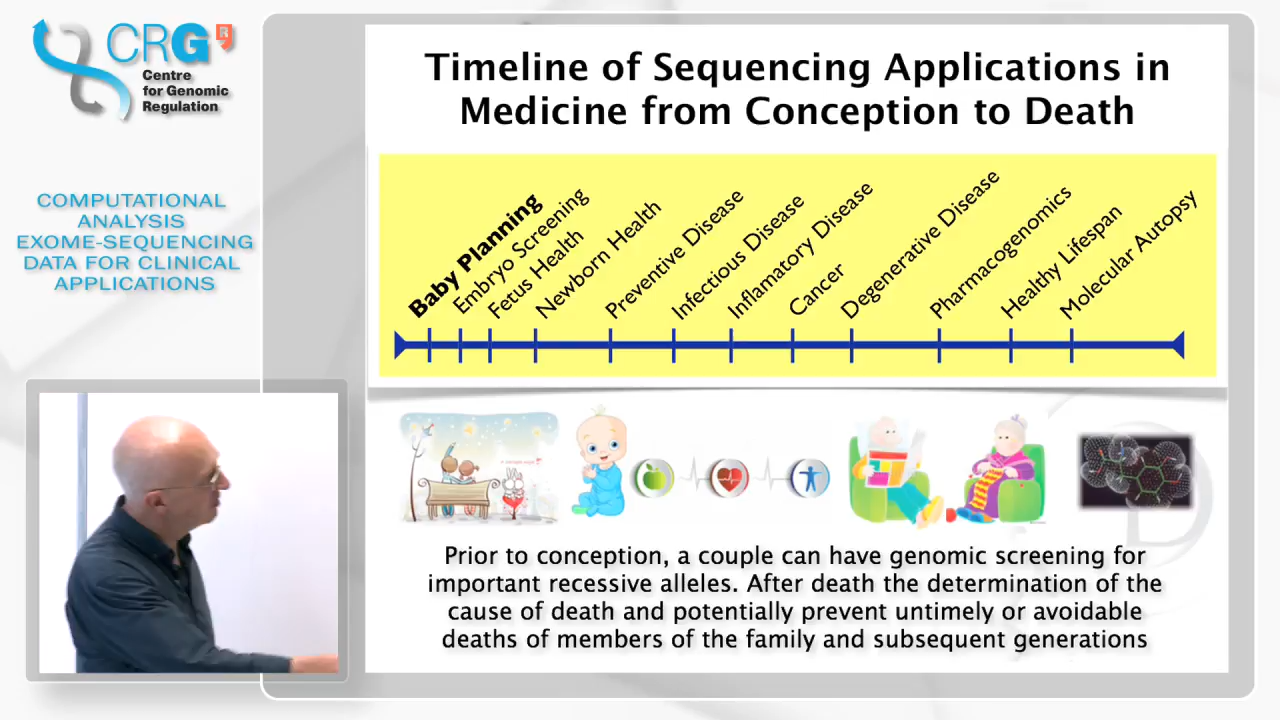 CRG
Centre
for Genomic
Regulation
COMPUTATIONAL
ANALYSIS
EXOME-SEQUENCING
DATA FOR CLINICAL
APPLICATIONS
Timeline of Sequencing Applications in
Medicine from Conception to Death
Baby Planning
Embryo Screening
Fetus Health
Newborn Health
Preventive Disease
Infectious Disease
Inflamatory Disease
Cancer
Degenerative Disease
Pharmacogenomics
Healthy Lifespan
Molecular Autopsy
Prior to conception, a couple can have genomic screening for
important recessive alleles. After death the determination of the
cause of death and potentially prevent untimely or avoidable
deaths of members of the family and subsequent generations